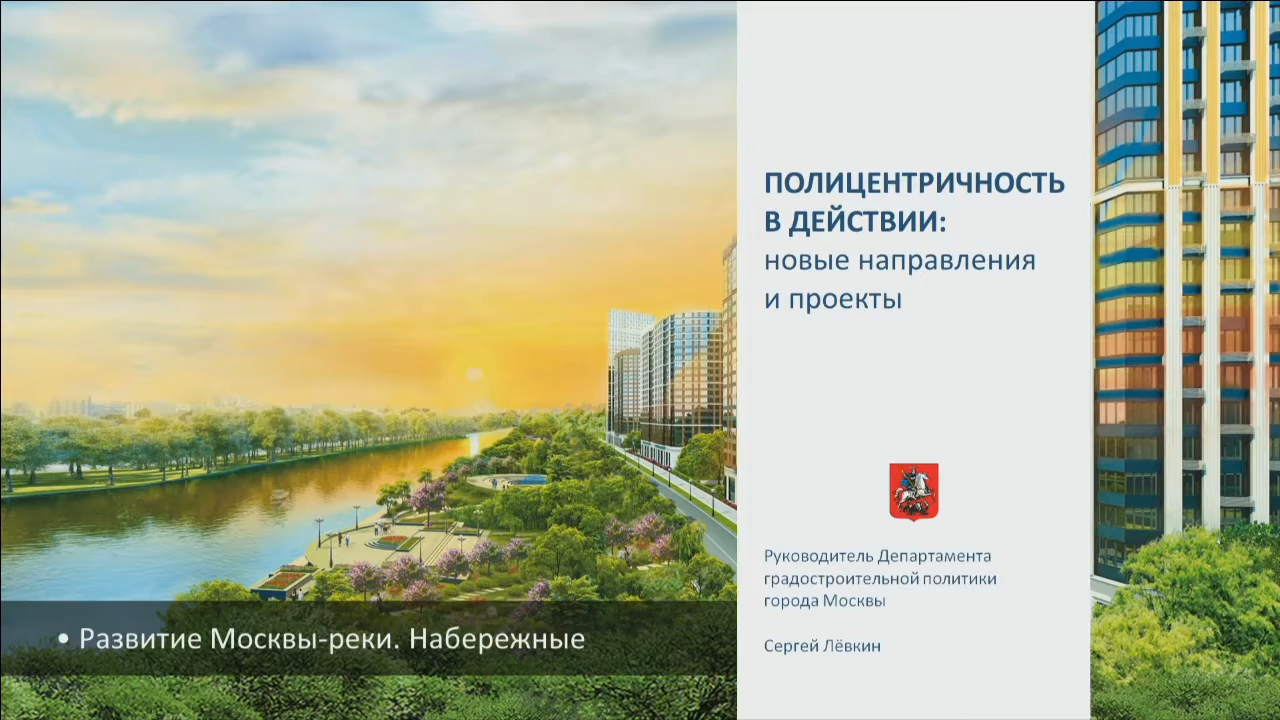 ПОЛИЦЕНТРИЧНОСТЬ
В ДЕЙСТВИИ:
новые направления
и проекты
Руководитель Департамента
градостроительной политики
города Москвы
Сергей Лёвкин
• Развитие Москвы-реки. Набережные